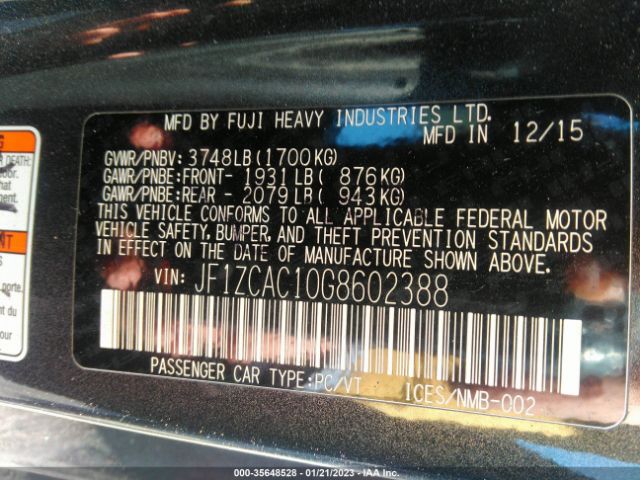 MFD BY FUJI HEAVY INDUSTRIES LTD.
MFD IN 12/15
GVWR/PNBV: 3748LB(1700KG)
GAWR/PNBE:FRONT- 1931LB( 876KG)
GAWR/PNBE:REAR - 2079LB( 943KG)
THIS VEHICLE CONFORMS TO ALL APPLICABLE FEDERAL MOTOR
VEHICLE SAFETY, BUMPER, AND THEFT PREVENTION STANDARDS
IN EFFECT ON THE DATE OF MANUFACTURE SHOWN ABOVE.
VIN: JF1ZCAC10G8602388
PASSENGER CAR TYPE:PC/VT ICES/NMB-002
DEATH:
000-35648528 - 01/21/2023 - IAA Inc.